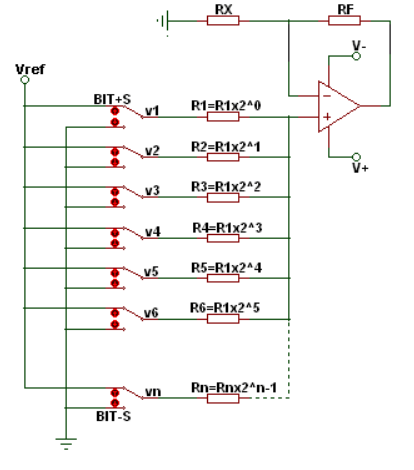 RX
RF
V-
Vref
BIT+S
v1
R1=R1x2^0
V+
v2
R2=R1x2^1
v3
R3=R1x2^2
v4
R4=R1x2^3
v5
R5=R1x2^4
v6
R6=R1x2^5
vn
Rn=Rnx2^n-1
BIT-S